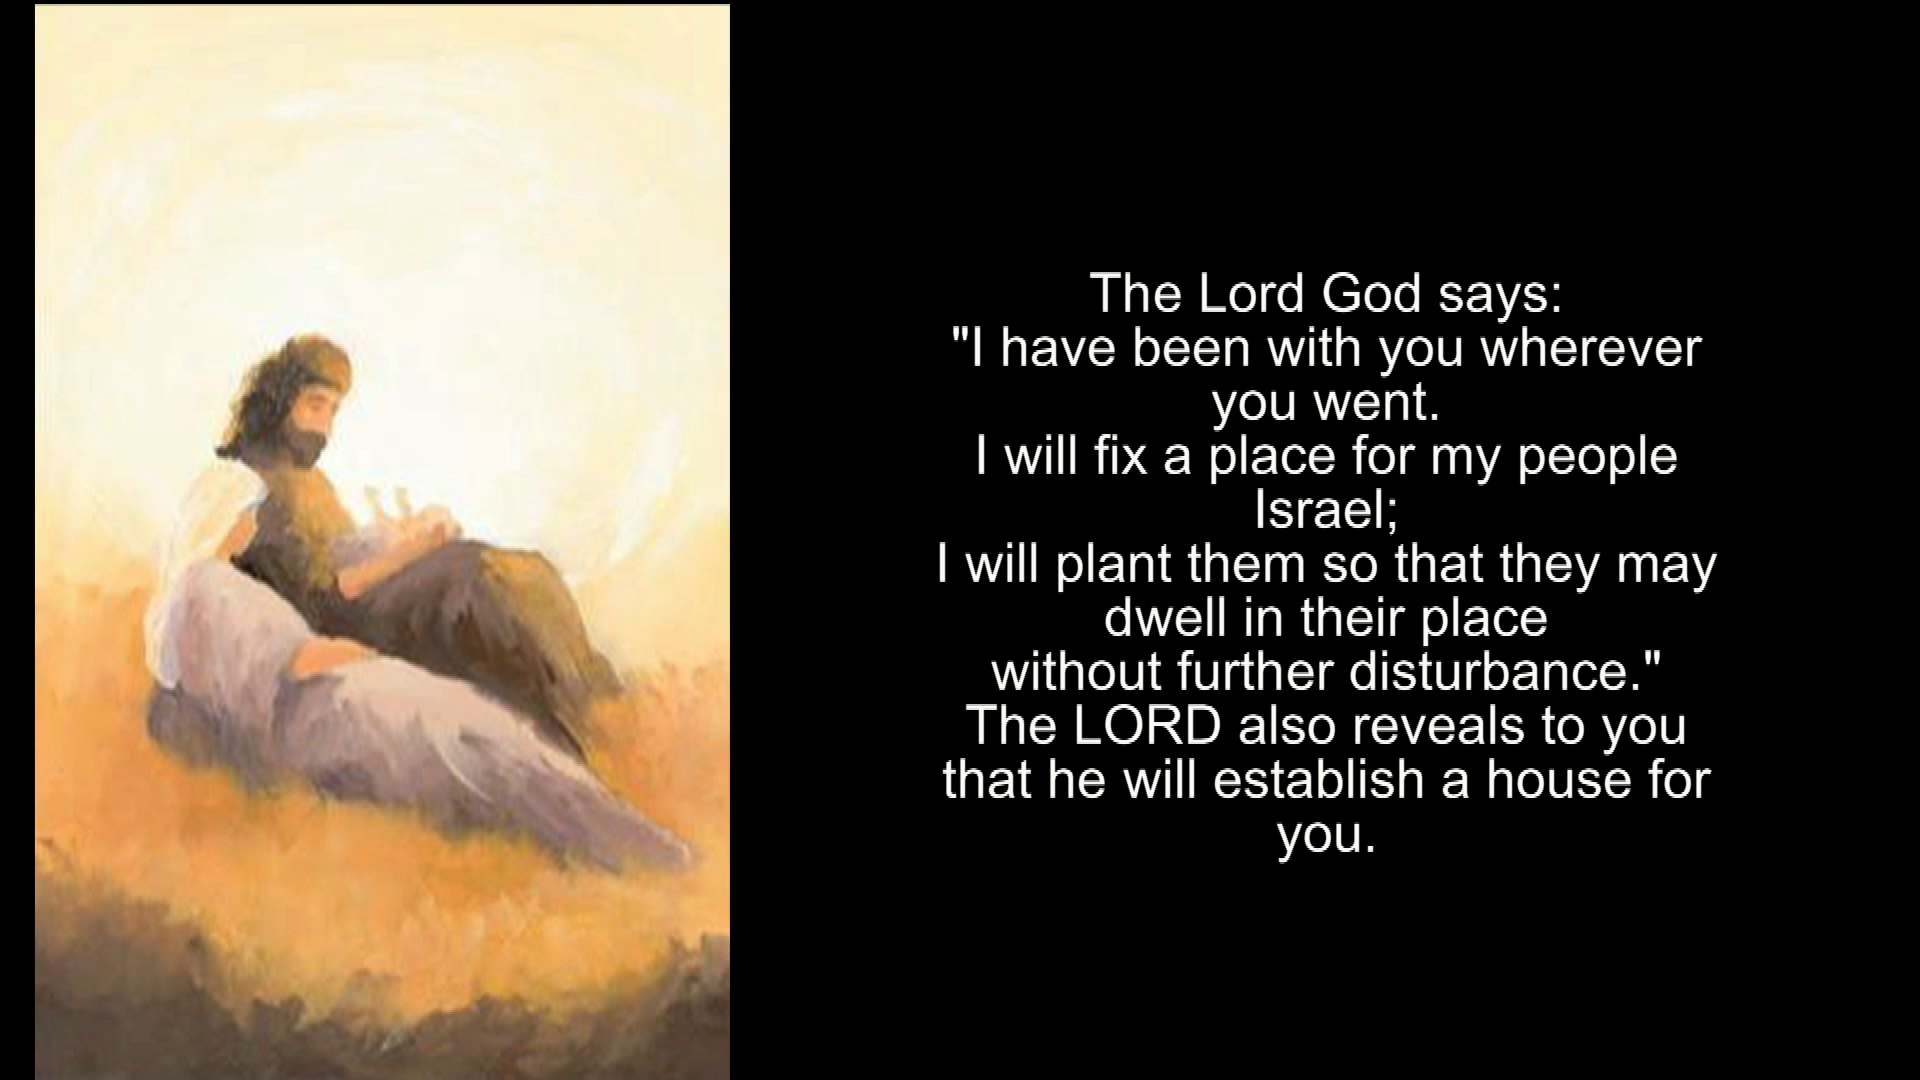 The Lord God says:
"I have been with you wherever
you went.
I will fix a place for my people
Israel;
I will plant them so that they may
dwell in their place
without further disturbance."
The LORD also reveals to you
that he will establish a house for
you.